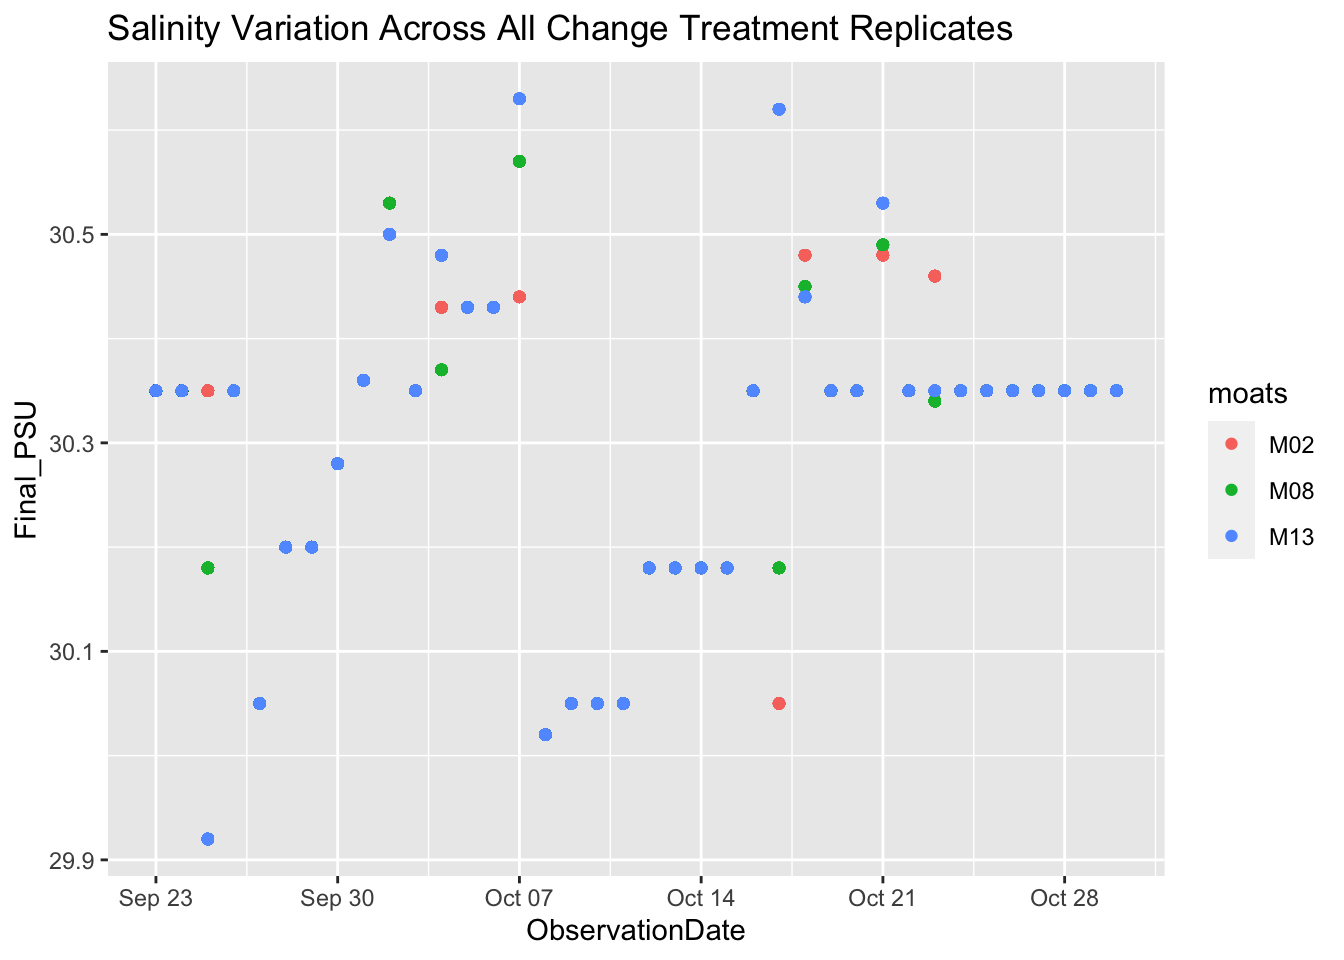 Salinity Variation Across All Change Treatment Replicates
30.5
30.3
30.1
29.9
Final_PSU
Sep 23 Sep 30 Oct 07 Oct 14 Oct 21 Oct 28
ObservationDate
moats
M02
M08
M13